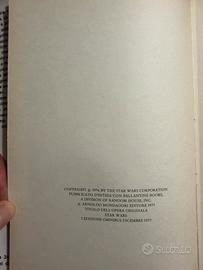 COPYRIGHT © 1976 BY THE STAR WARS CORPORATION
PUBBLICATO D'INTESA CON BALLANTINE BOOKS,
A DIVISION OF RANDOM HOUSE, INC.
© ARNOLDO MONDADORI EDITORE 1977
TITOLO DELL'OPERA ORIGINALE
STAR WARS
I EDIZIONE OMNIBUS DICEMBRE 1977
Subito